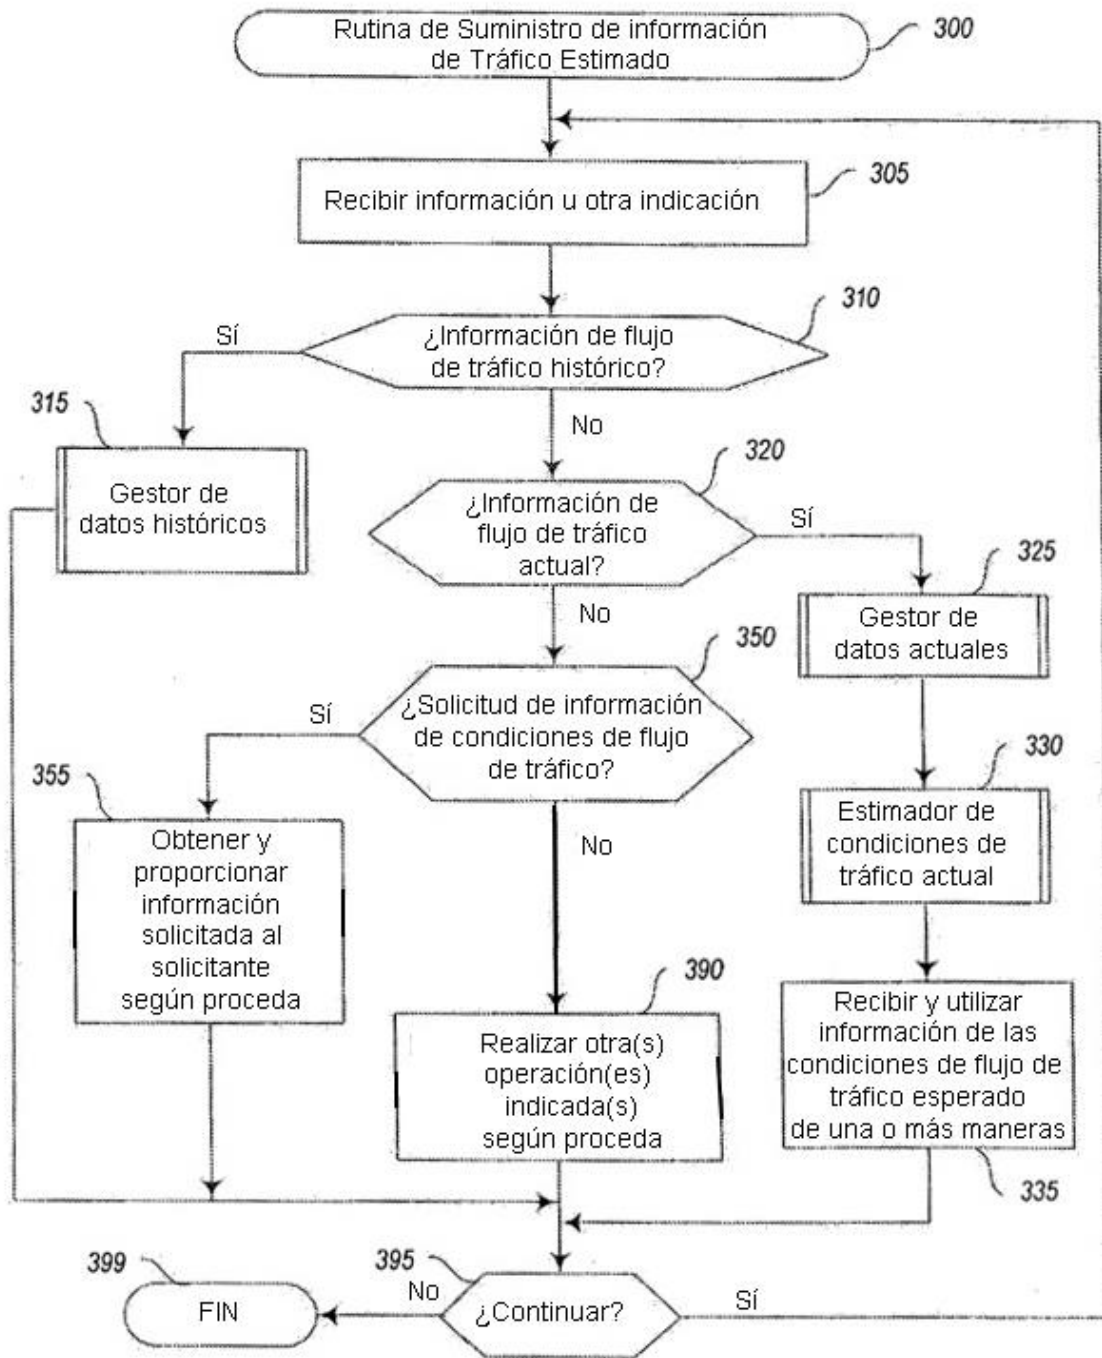 Rutina de Suministro de información
de Tráfico Estimado
300
Recibir información u otra indicación
305
310
¿Información de flujo
de tráfico histórico?
Sí
No
315
Gestor de
datos históricos
320
¿Información de
flujo de tráfico
actual?
Sí
No
325
Gestor de
datos actuales
350
¿Solicitud de información
de condiciones de flujo
de tráfico?
Sí
No
330
Estimador de
condiciones de
tráfico actual
355
Obtener y
proporcionar
información
solicitada al
solicitante
según proceda
390
Realizar otra(s)
operación(es)
indicada(s)
según proceda
Recibir y utilizar
información de las
condiciones de flujo de
tráfico esperado
de una o más maneras
335
395
¿Continuar?
No
Sí
399
FIN